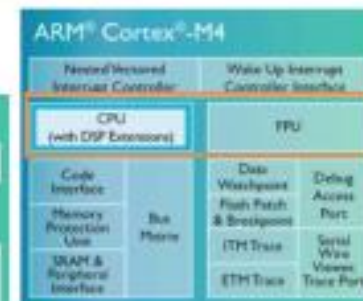 ARM® Cortex®-M4
Nested Vectored
Interrupt Controller
Wake Up Interrupt
Controller Interface
CPU
(with DSP Extensions)
FPU
Code
Interface
Memory
Protection
Unit
SRAM &
Peripheral
Interface
Bus
Matrix
Data
Watchpoint
Flash Patch
& Breakpoint
ITM Trace
ETM Trace
Debug
Access
Port
Serial
Wire
Viewer
Trace Port